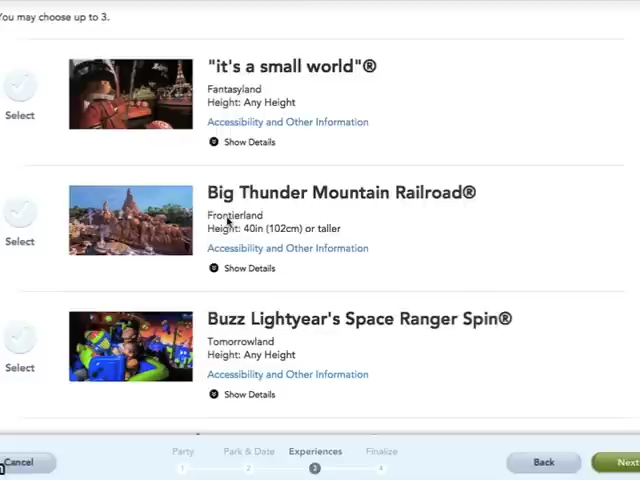 You may choose up to 3.
"it's a small world"®
Fantasyland
Height: Any Height
Select
Accessibility and Other Information
Show Details
Big Thunder Mountain Railroad®
Frontierland
Height: 40in (102cm) or taller
Select
Accessibility and Other Information
Show Details
Buzz Lightyear's Space Ranger Spin®
Tomorrowland
Height: Any Height
Select
Accessibility and Other Information
Show Details
Party Park & Date Experiences Finalize
Cancel
1 2 3 4
Back
Next